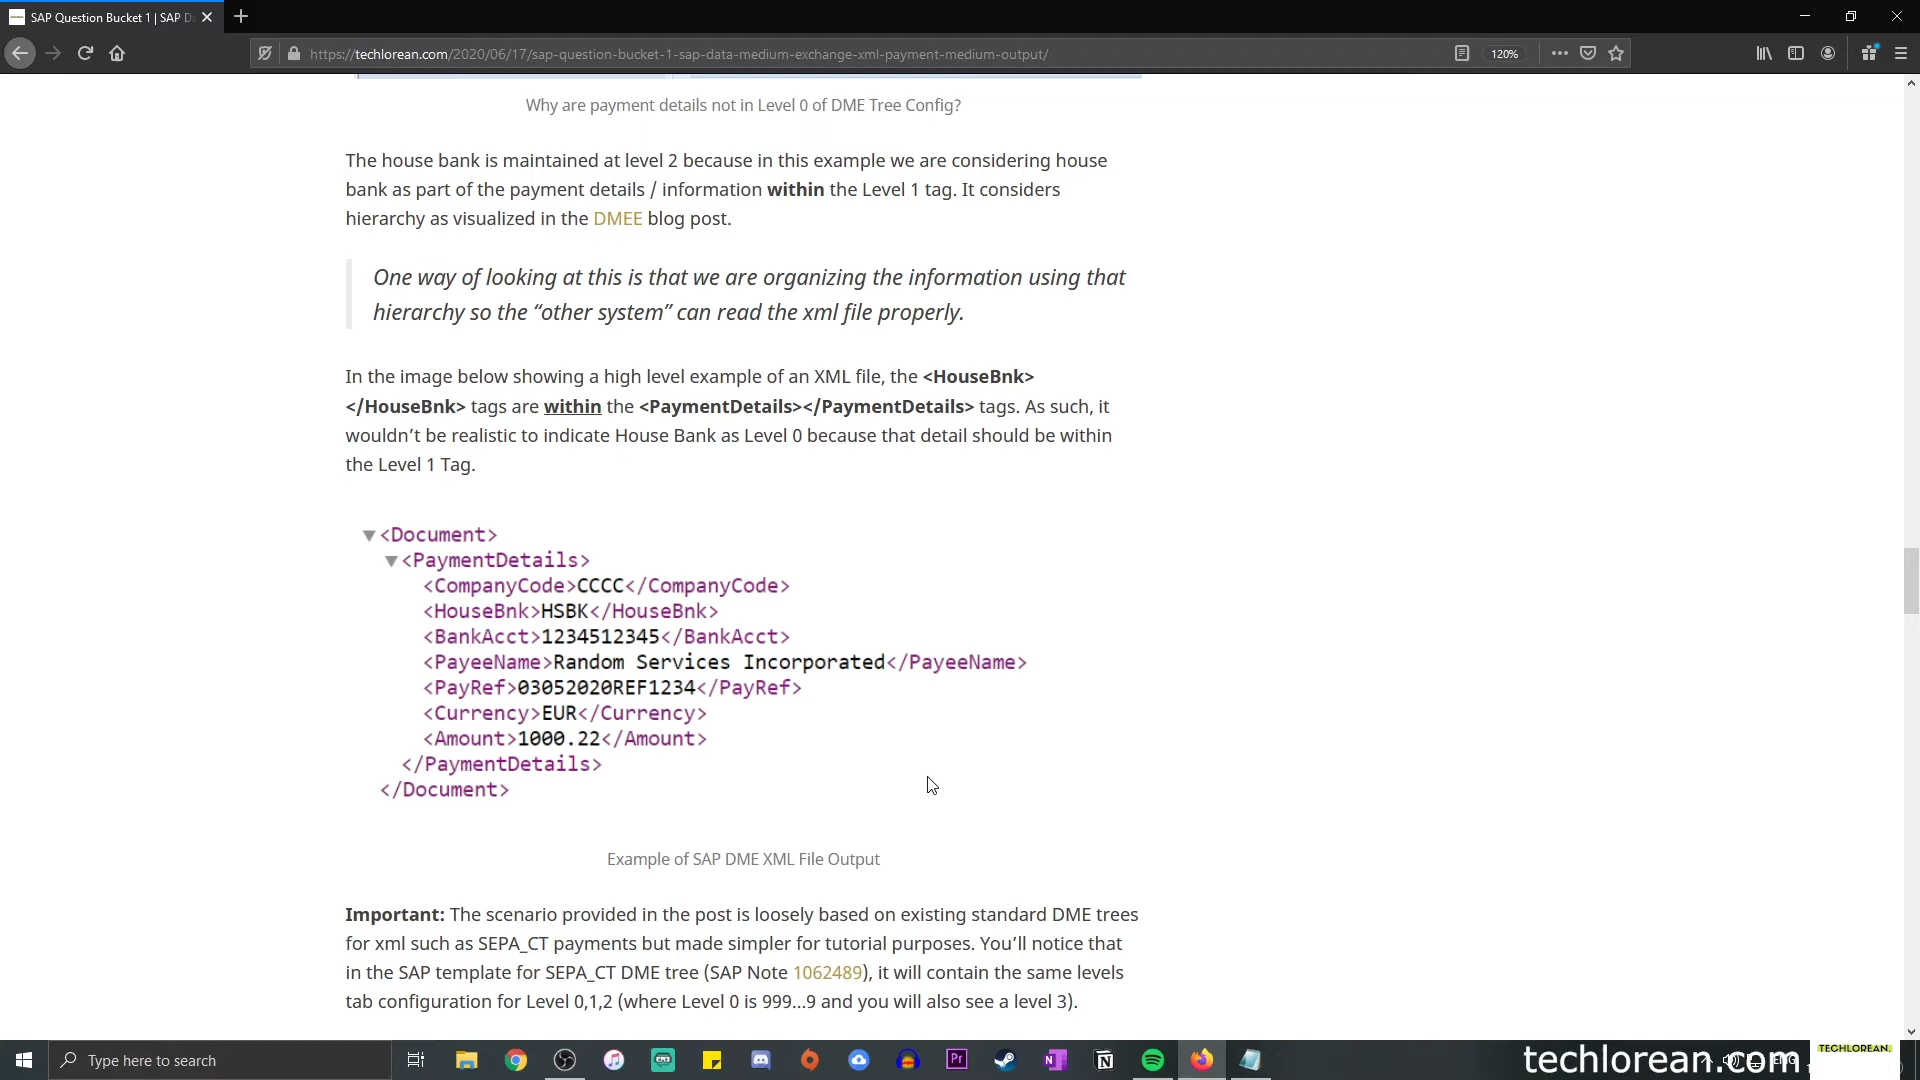 SAP Question Bucket 1 | SAP D
https://techlorean.com/2020/06/17/sap-question-bucket-1-sap-data-medium-exchange-xml-payment-medium-output/
120%
Why are payment details not in Level 0 of DME Tree Config?
The house bank is maintained at level 2 because in this example we are considering house
bank as part of the payment details / information within the Level 1 tag. It considers
hierarchy as visualized in the DMEE blog post.
One way of looking at this is that we are organizing the information using that
hierarchy so the “other system” can read the xml file properly.
In the image below showing a high level example of an XML file, the <HouseBnk>
</HouseBnk> tags are within the <PaymentDetails></PaymentDetails> tags. As such, it
wouldn’t be realistic to indicate House Bank as Level 0 because that detail should be within
the Level 1 Tag.
<Document>
<PaymentDetails>
<CompanyCode>CCCC</CompanyCode>
<HouseBnk>HSBK</HouseBnk>
<BankAcct>1234512345</BankAcct>
<PayeeName>Random Services Incorporated</PayeeName>
<PayRef>03052020REF1234</PayRef>
<Currency>EUR</Currency>
<Amount>1000.22</Amount>
</PaymentDetails>
</Document>
Example of SAP DME XML File Output
Important: The scenario provided in the post is loosely based on existing standard DME trees
for xml such as SEPA_CT payments but made simpler for tutorial purposes. You’ll notice that
in the SAP template for SEPA_CT DME tree (SAP Note 1062489), it will contain the same levels
tab configuration for Level 0,1,2 (where Level 0 is 999...9 and you will also see a level 3).
Type here to search
Pr
techlorean.com
TECHLOREAN.